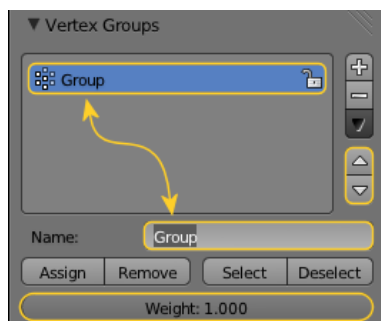 Vertex Groups
Group
Name: Group
Assign Remove Select Deselect
Weight: 1.000